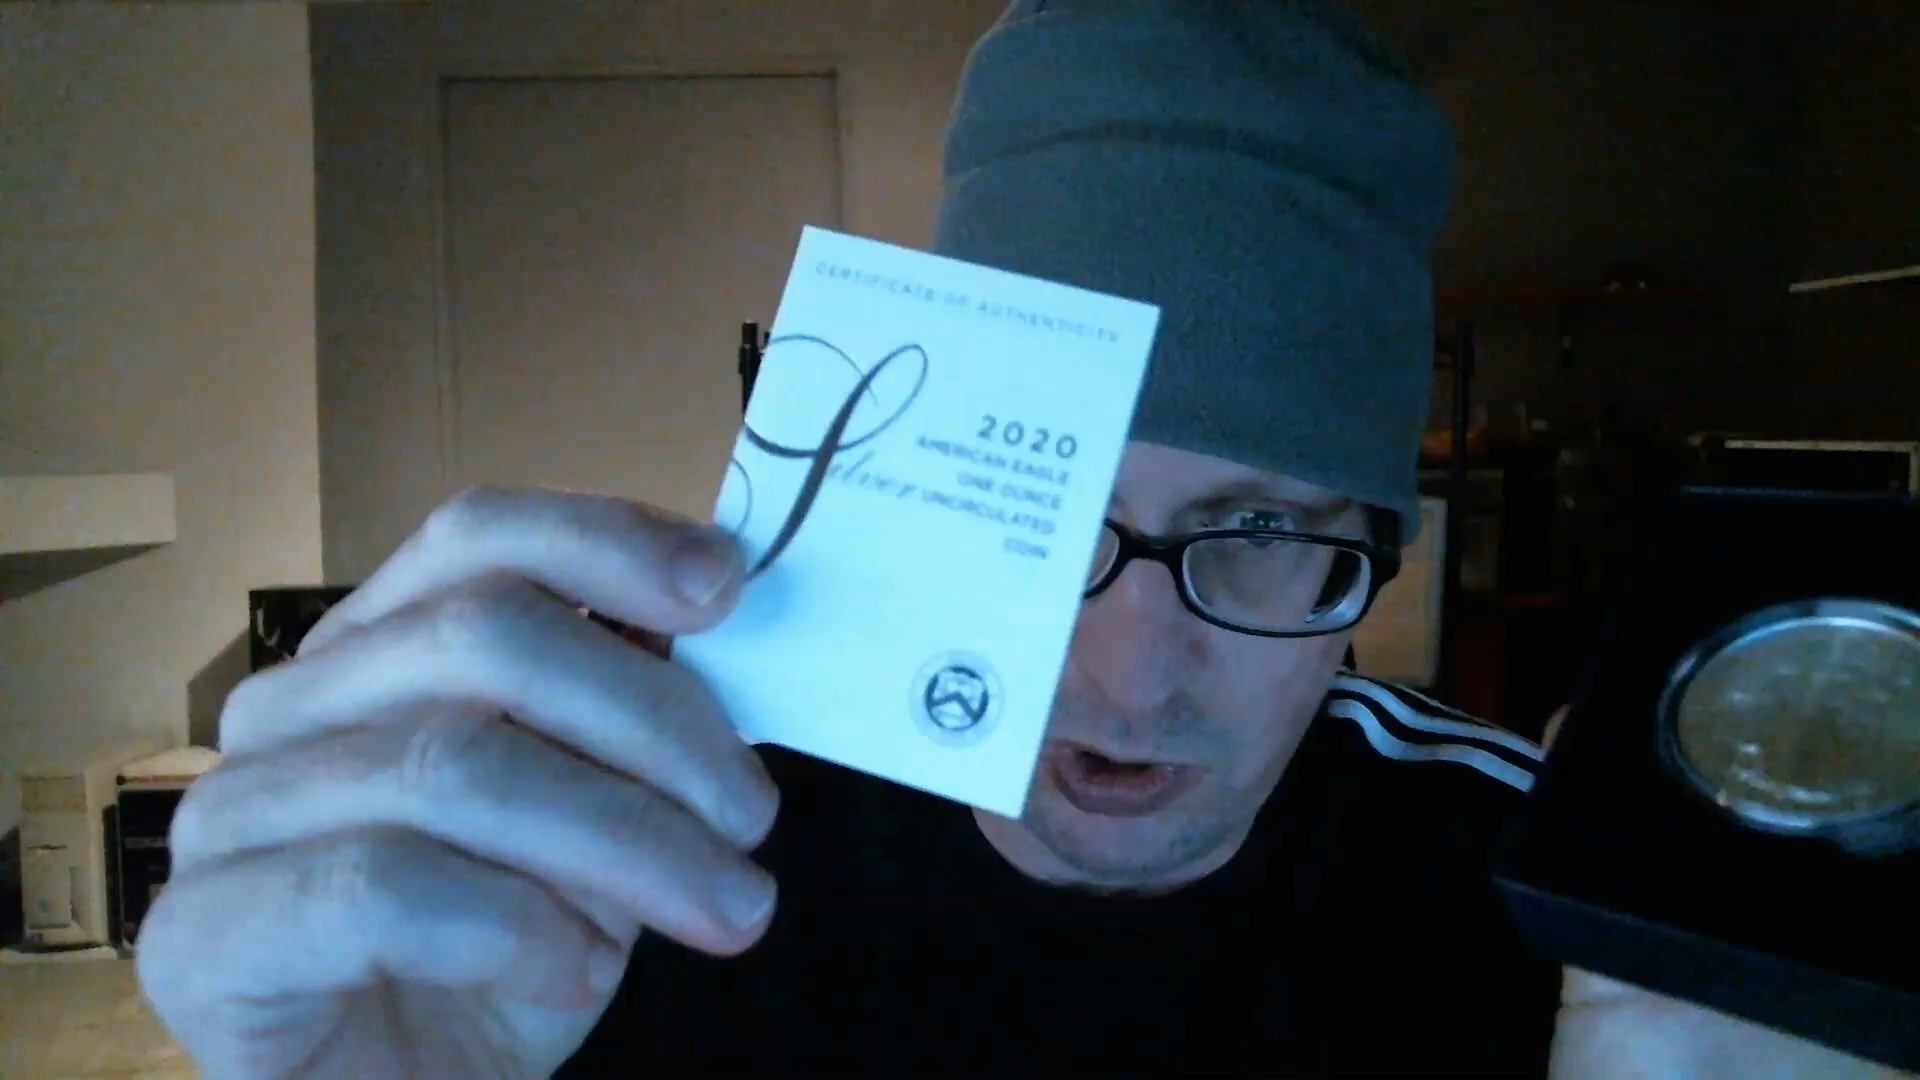 CERTIFICATE OF AUTHENTICITY
Silver
2020
AMERICAN EAGLE
ONE OUNCE
UNCIRCULATED
COIN